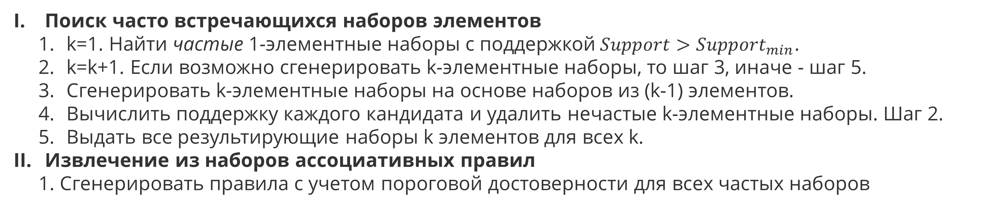 I. Поиск часто встречающихся наборов элементов
1. k=1. Найти частые 1-элементные наборы с поддержкой Support > Support_min.
2. k=k+1. Если возможно сгенерировать k-элементные наборы, то шаг 3, иначе - шаг 5.
3. Сгенерировать k-элементные наборы на основе наборов из (k-1) элементов.
4. Вычислить поддержку каждого кандидата и удалить нечастые k-элементные наборы. Шаг 2.
5. Выдать все результирующие наборы k элементов для всех k.
II. Извлечение из наборов ассоциативных правил
1. Сгенерировать правила с учетом пороговой достоверности для всех частых наборов